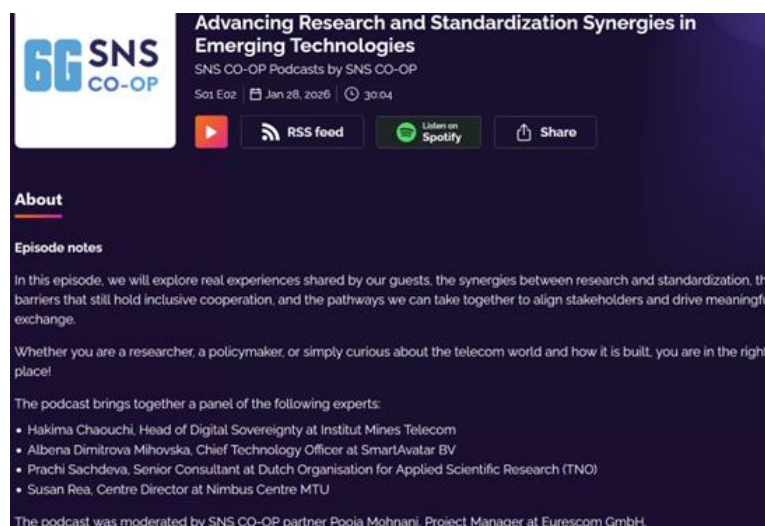 6G SNS
CO-OP
Advancing Research and Standardization Synergies in
Emerging Technologies
SNS CO-OP Podcasts by SNS CO-OP
S01 E02 Jan 28, 2026 30:04
RSS feed
Listen on
Spotify
Share
About
Episode notes
In this episode, we will explore real experiences shared by our guests, the synergies between research and standardization,
barriers that still hold inclusive cooperation, and the pathways we can take together to align stakeholders and drive
exchange.
Whether you are a researcher, a policymaker, or simply curious about the telecom world and how it is built, you are in the right
place!
The podcast brings together a panel of the following experts:
• Hakima Chaouchi, Head of Digital Sovereignty at Institut Mines Telecom
• Albena Dimitrova Mihovska, Chief Technology Officer at SmartAvatar BV
• Prachi Sachdeva, Senior Consultant at Dutch Organisation for Applied Scientific Research (TNO)
• Susan Rea, Centre Director at Nimbus Centre MTU
The podcast was moderated by SNS CO-OP partner Pooja Mohnani, Project Manager at Eurescom GmbH.